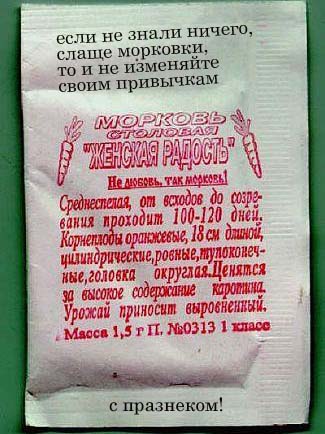 если не знали ничего,
слаще морковки,
то и не изменяйте
своим привычкам
МОРКОВЬ
СТОЛОВАЯ
"ЖЕНСКАЯ РАДОСТЬ"
Не любовь, так морковь!
Среднеспелая, от всходов до созре-
вания проходит 100-120 дней.
Корнеплоды оранжевые, 18 см длиной,
цилиндрические, ровные, тупоконеч-
ные, головка округлая. Ценятся
за высокое содержание каротина.
Урожай приносит выровненный.
Масса 1,5 г П. №0313 1 класс
с празнеком!